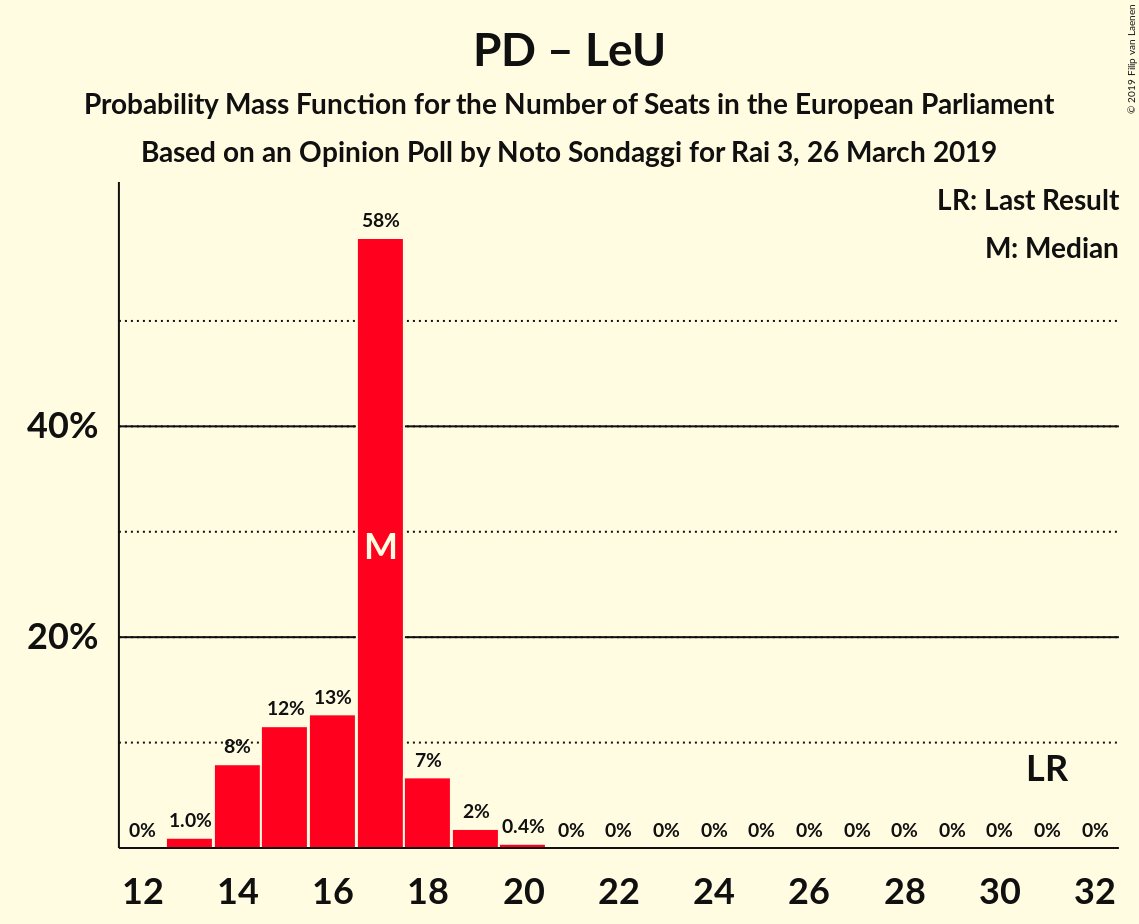 PD – LeU
Probability Mass Function for the Number of Seats in the European Parliament
Based on an Opinion Poll by Noto Sondaggi for Rai 3, 26 March 2019
© 2019 Filip van Laenen
LR: Last Result
M: Median
58%
40%
M
20%
0% 1.0% 8% 12% 13% 7% 2% 0.4% 0% 0% 0% 0% 0% 0% 0% 0% 0% 0% 0% 0%
LR
12 14 16 18 20 22 24 26 28 30 32